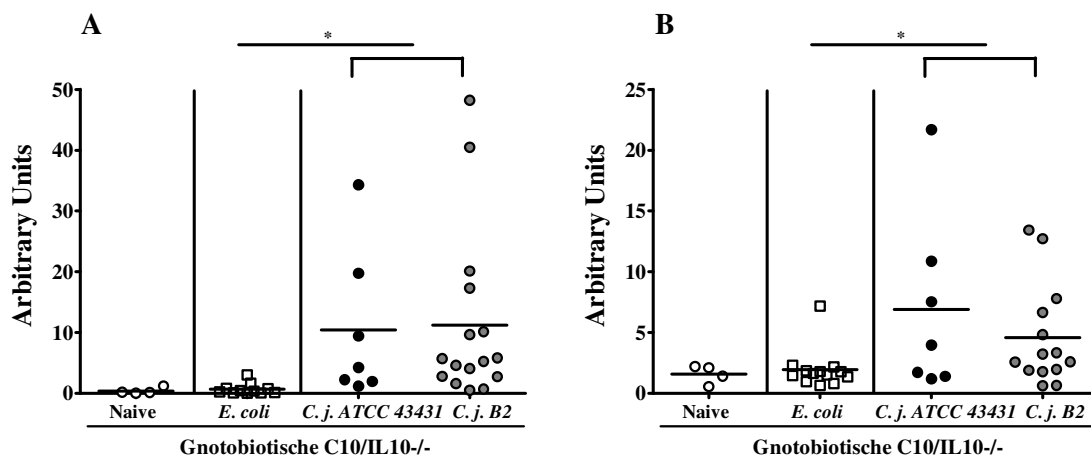 A
*
50
40
30
20
10
0
Arbitrary Units
Naive
E. coli
C. j. ATCC 43431
C. j. B2
Gnotobiotische C10/IL10-/-
B
*
25
20
15
10
5
0
Arbitrary Units
Naive
E. coli
C. j. ATCC 43431
C. j. B2
Gnotobiotische C10/IL10-/-